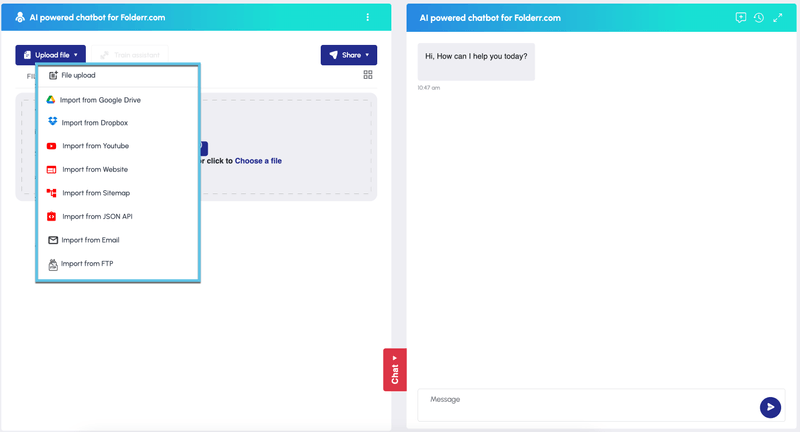 AI powered chatbot for Folderr.com
Upload file
Train assistant
Share
FIL
File upload
Import from Google Drive
Import from Dropbox
Import from Youtube
Import from Website
Import from Sitemap
Import from JSON API
Import from Email
Import from FTP
or click to Choose a file
Chat
AI powered chatbot for Folderr.com
Hi, How can I help you today?
10:47 am
Message